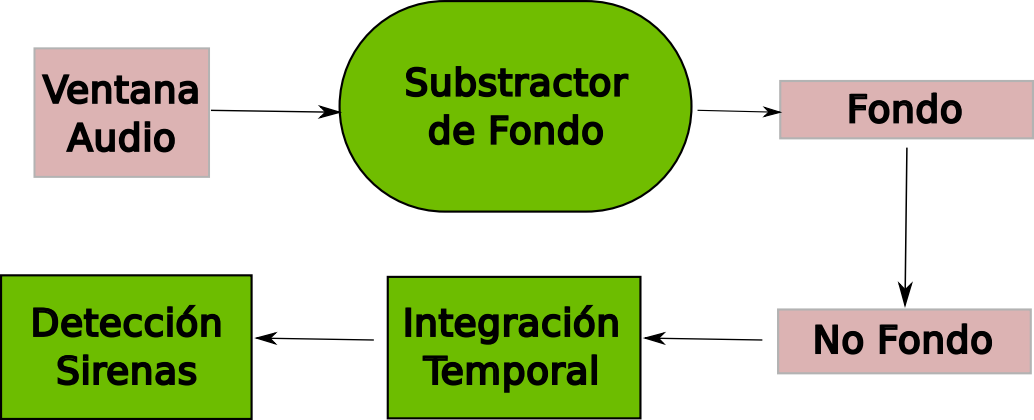 Ventana
Audio
Substractor
de Fondo
Fondo
No Fondo
Integración
Temporal
Detección
Sirenas